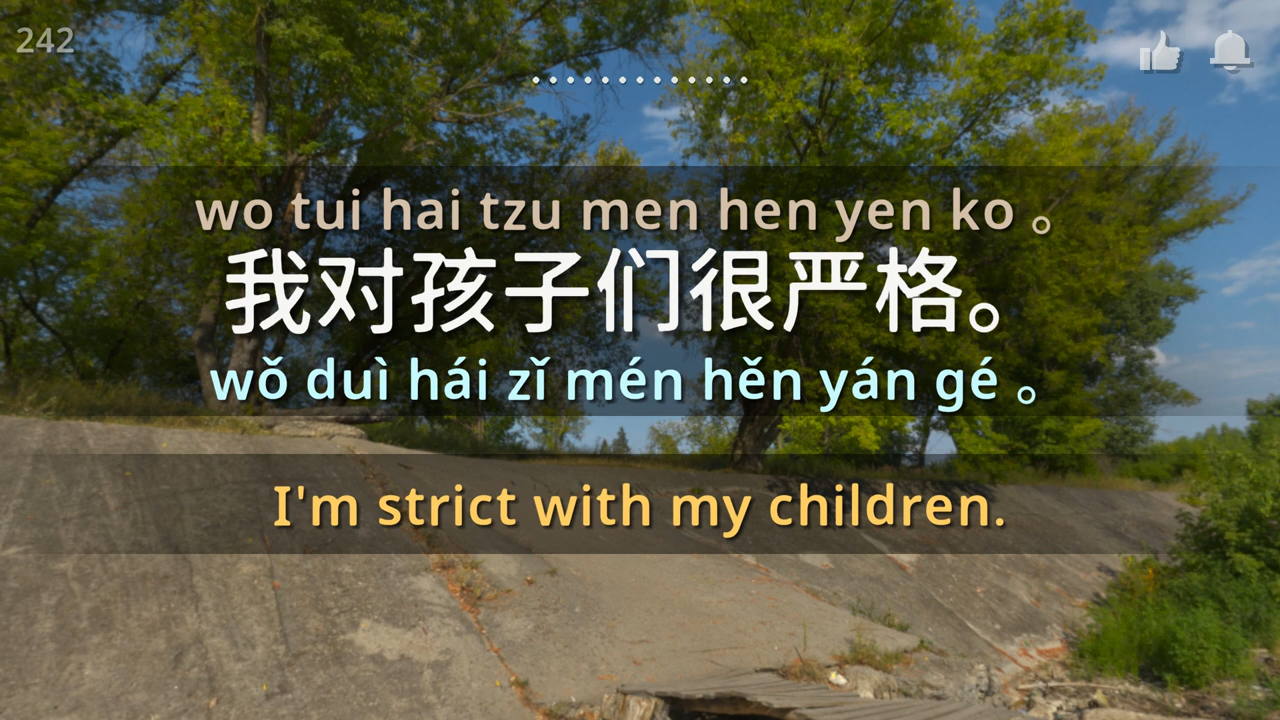 242
wo tui hai tzu men hen yen ko 。
我对孩子们很严格。
wǒ duì hái zǐ mén hěn yán gé 。
I'm strict with my children.